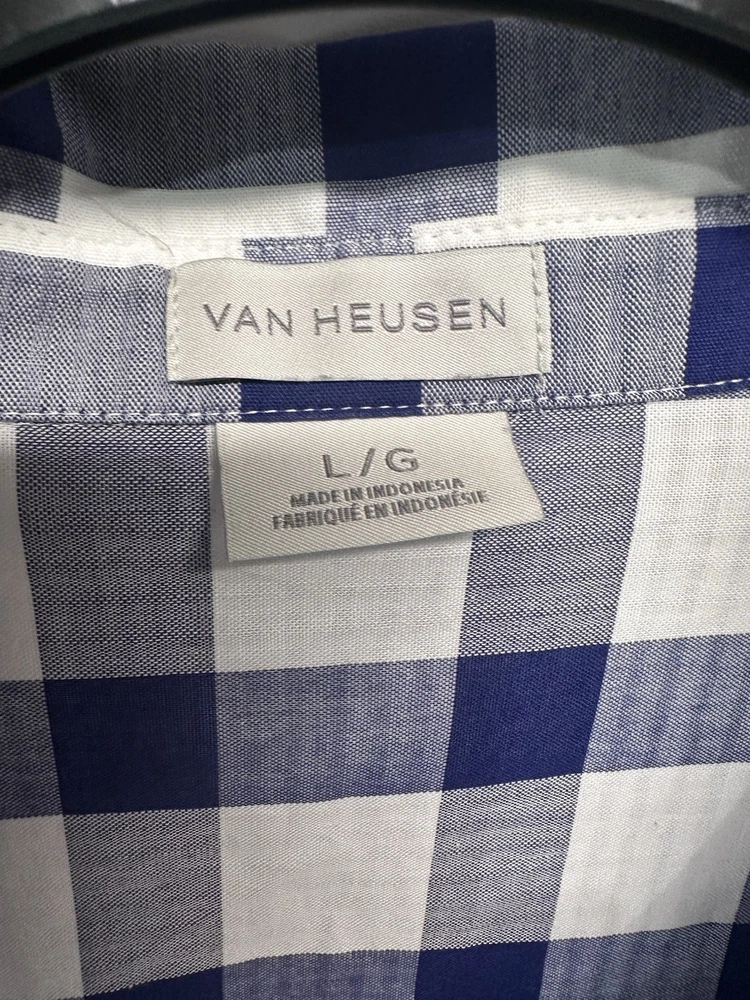 VAN HEUSEN
L/G
MADE IN INDONESIA
FABRIQUÉ EN INDONÉSIE